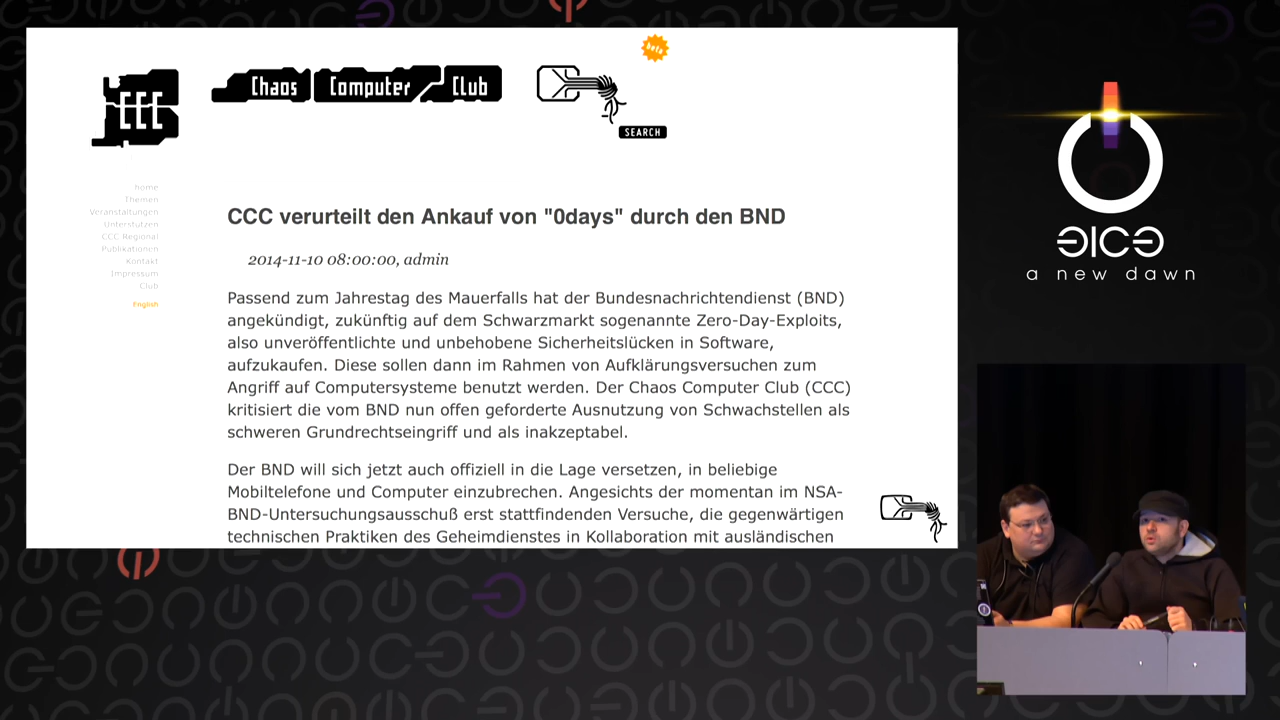 CCC
Chaos Computer Club
beta
SEARCH
home
Themen
Veranstaltungen
Unterstützen
CCC Regional
Publikationen
Kontakt
Impressum
Club
English
CCC verurteilt den Ankauf von "0days" durch den BND
2014-11-10 08:00:00, admin
Passend zum Jahrestag des Mauerfalls hat der Bundesnachrichtendienst (BND)
angekündigt, zukünftig auf dem Schwarzmarkt sogenannte Zero-Day-Exploits,
also unveröffentlichte und unbehobene Sicherheitslücken in Software,
aufzukaufen. Diese sollen dann im Rahmen von Aufklärungsversuchen zum
Angriff auf Computersysteme benutzt werden. Der Chaos Computer Club (CCC)
kritisiert die vom BND nun offen geforderte Ausnutzung von Schwachstellen als
schweren Grundrechtseingriff und als inakzeptabel.
Der BND will sich jetzt auch offiziell in die Lage versetzen, in beliebige
Mobiltelefone und Computer einzubrechen. Angesichts der momentan im NSA-
BND-Untersuchungsausschuß erst stattfindenden Versuche, die gegenwärtigen
technischen Praktiken des Geheimdienstes in Kollaboration mit ausländischen
31C3
a new dawn